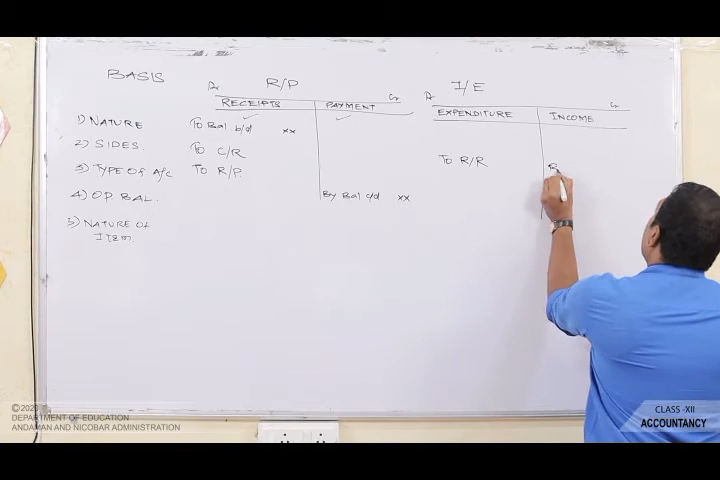 BASIS
R/P
I/E
Dr
Cr
Dr
Cr
RECEIPTS
PAYMENT
EXPENDITURE
INCOME
1) NATURE
To Bal b/d xx
2) SIDES.
To C/R
3) TYPE OF A/c
To R/P.
To R/R
4) OP BAL.
By Bal c/d xx
5) NATURE OF
ITEM.
©2020
DEPARTMENT OF EDUCATION
ANDAMAN AND NICOBAR ADMINISTRATION
CLASS -XII
ACCOUNTANCY